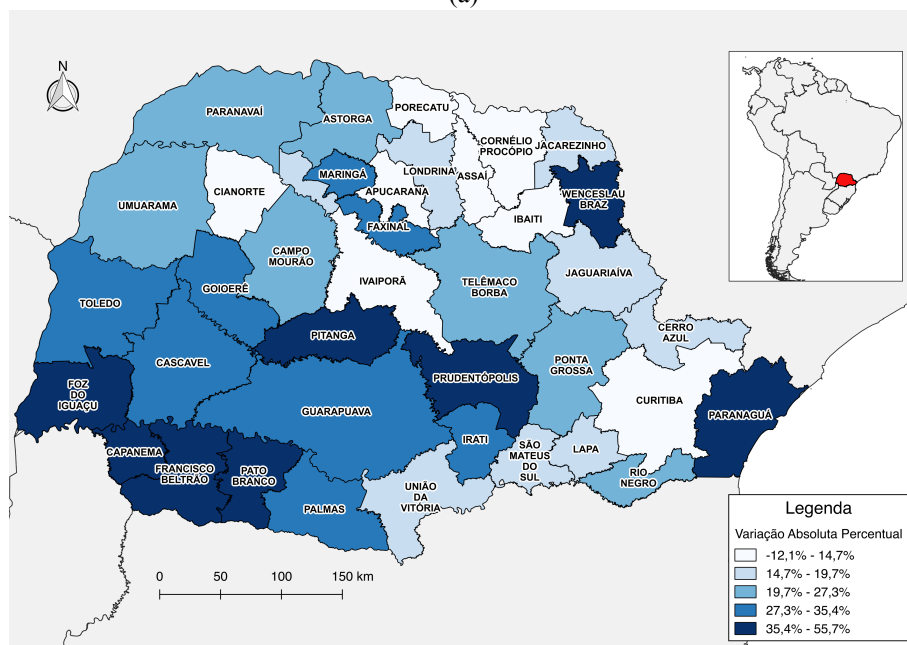 (a)
N
PARANAVAÍ
ASTORGA
PORECATU
CORNÉLIO
PROCÓPIO
JACAREZINHO
MARINGÁ
LONDRINA
ASSAÍ
CIANORTE
APUCARANA
WENCESLAU
BRAZ
UMUARAMA
IBAITI
FAXINAL
CAMPO
MOURÃO
JAGUARIAÍVA
IVAIPORÃ
TELÊMACO
BORBA
GOIOERÊ
TOLEDO
CERRO
AZUL
PITANGA
CASCAVEL
PONTA
GROSSA
PRUDENTÓPOLIS
FOZ
DO
IGUAÇU
CURITIBA
GUARAPUAVA
PARANAGUÁ
IRATI
SÃO
MATEUS
DO
SUL
LAPA
CAPANEMA
FRANCISCO
BELTRÃO
PATO
BRANCO
RIO
NEGRO
UNIÃO
DA
VITÓRIA
PALMAS
0 50 100 150 km
Legenda
Variação Absoluta Percentual
-12,1% - 14,7%
14,7% - 19,7%
19,7% - 27,3%
27,3% - 35,4%
35,4% - 55,7%